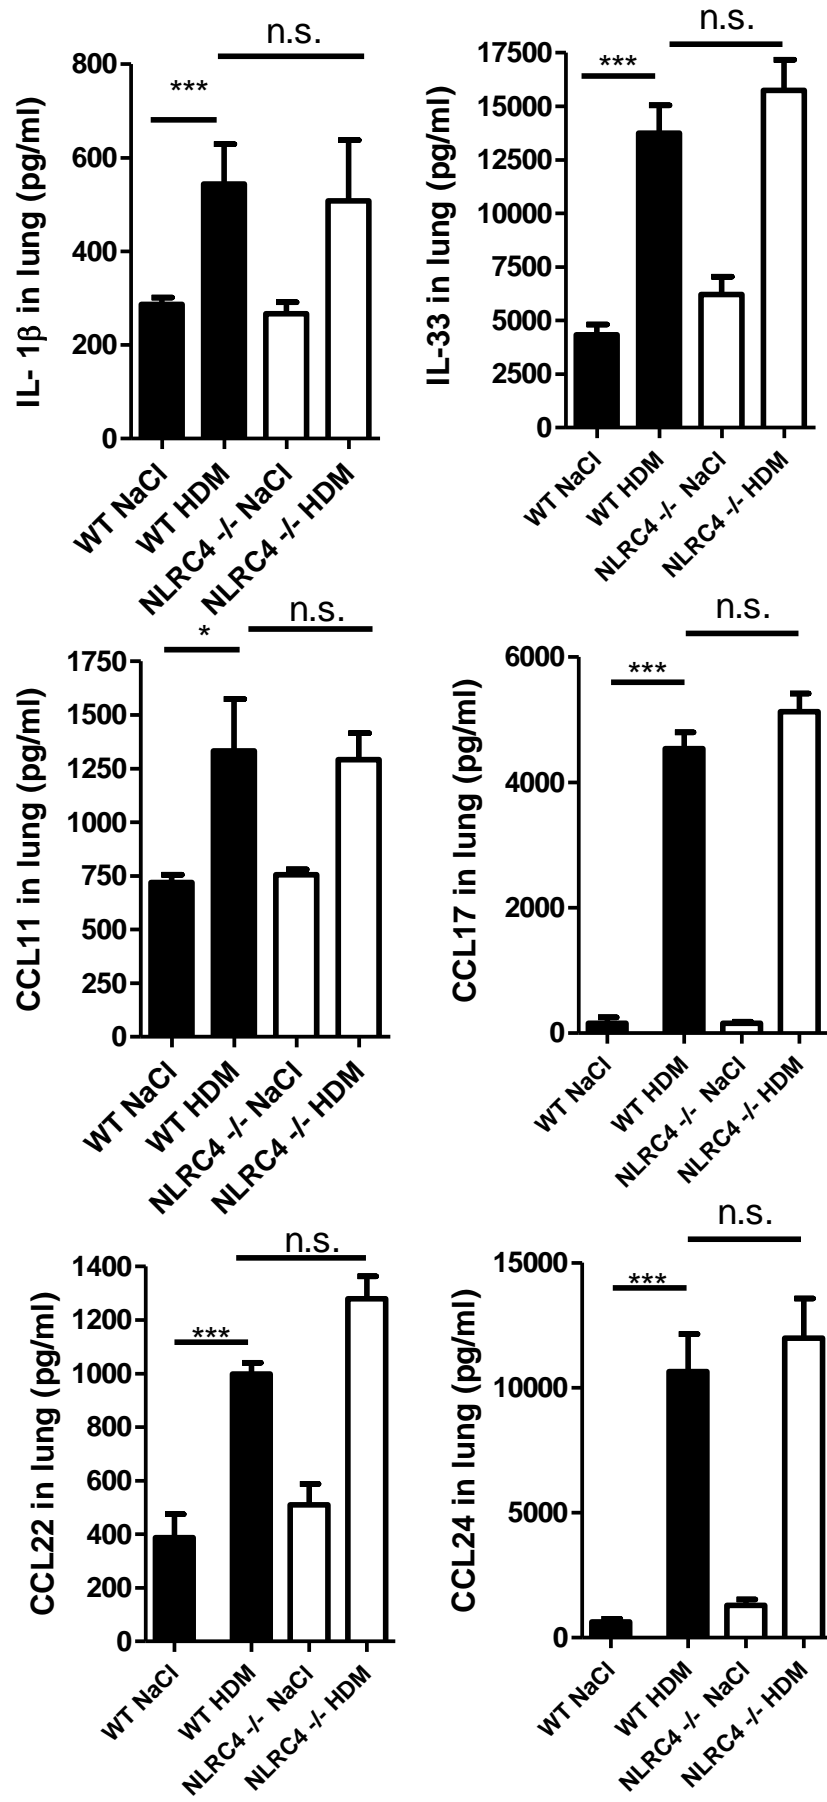 n.s.
***
800
600
400
200
0
IL- 1β in lung (pg/ml)
WT NaCl
WT HDM
NLRC4 -/- NaCl
NLRC4 -/- HDM
n.s.
***
17500
15000
12500
10000
7500
5000
2500
0
IL-33 in lung (pg/ml)
WT NaCl
WT HDM
NLRC4 -/- NaCl
NLRC4 -/- HDM
n.s.
*
1750
1500
1250
1000
750
500
250
0
CCL11 in lung (pg/ml)
WT NaCl
WT HDM
NLRC4 -/- NaCl
NLRC4 -/- HDM
n.s.
***
6000
4000
2000
0
CCL17 in lung (pg/ml)
WT NaCl
WT HDM
NLRC4 -/- NaCl
NLRC4 -/- HDM
n.s.
***
1400
1200
1000
800
600
400
200
0
CCL22 in lung (pg/ml)
WT NaCl
WT HDM
NLRC4 -/- NaCl
NLRC4 -/- HDM
n.s.
***
15000
10000
5000
0
CCL24 in lung (pg/ml)
WT NaCl
WT HDM
NLRC4 -/- NaCl
NLRC4 -/- HDM